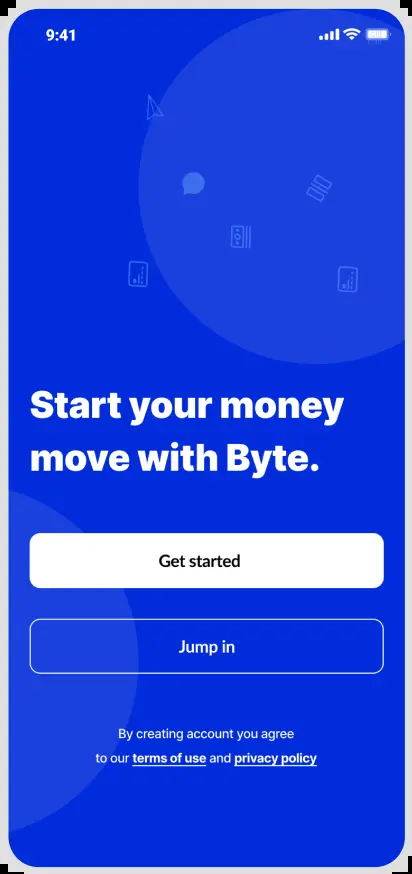 9:41
Start your money
move with Byte.
Get started
Jump in
By creating account you agree
to our terms of use and privacy policy